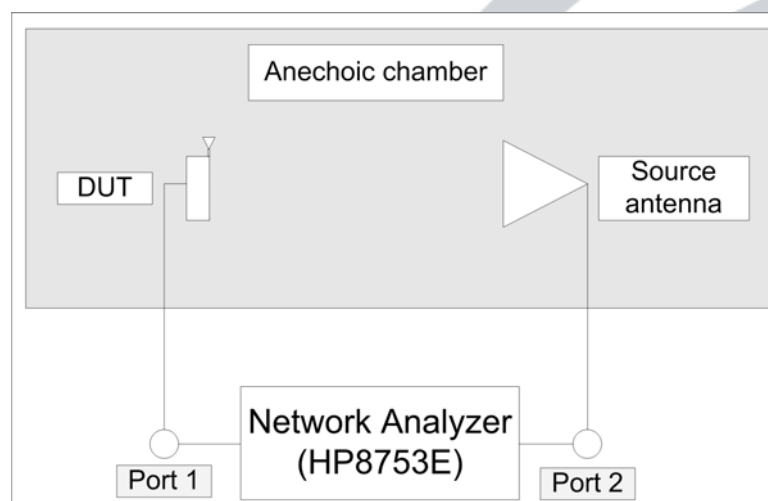 Anechoic chamber
DUT
Source
antenna
Network Analyzer
(HP8753E)
Port 1
Port 2